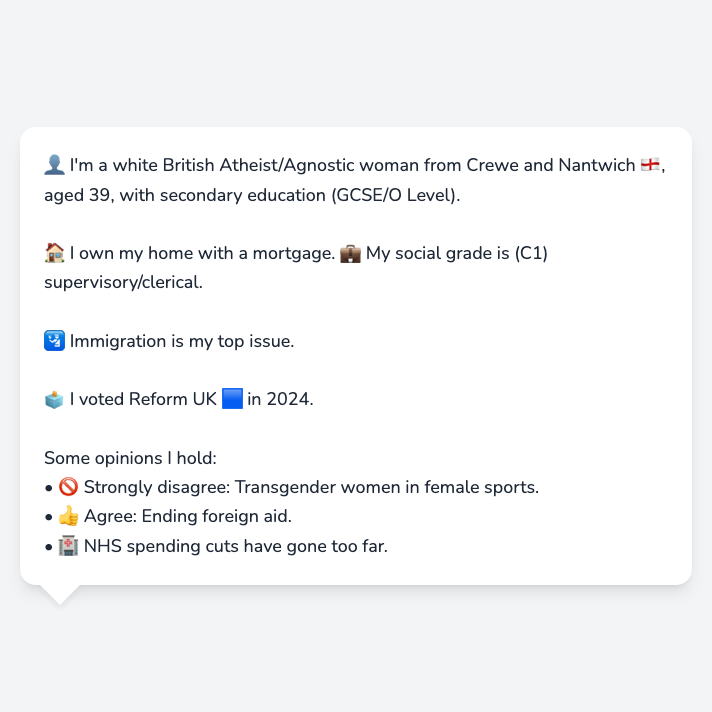 👤 I'm a white British Atheist/Agnostic woman from Crewe and Nantwich 🏴󠁧󠁢󠁥󠁮󠁧󠁿,
aged 39, with secondary education (GCSE/O Level).
🏠 I own my home with a mortgage. 💼 My social grade is (C1)
supervisory/clerical.
🛂 Immigration is my top issue.
🗳️ I voted Reform UK 🟦 in 2024.
Some opinions I hold:
• 🚫 Strongly disagree: Transgender women in female sports.
• 👍 Agree: Ending foreign aid.
• 🏥 NHS spending cuts have gone too far.